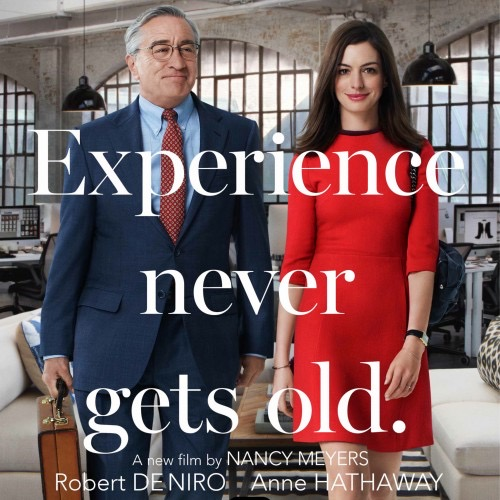 Experience
never
gets old.
A new film by NANCY MEYERS
Robert DE NIRO Anne HATHAWAY